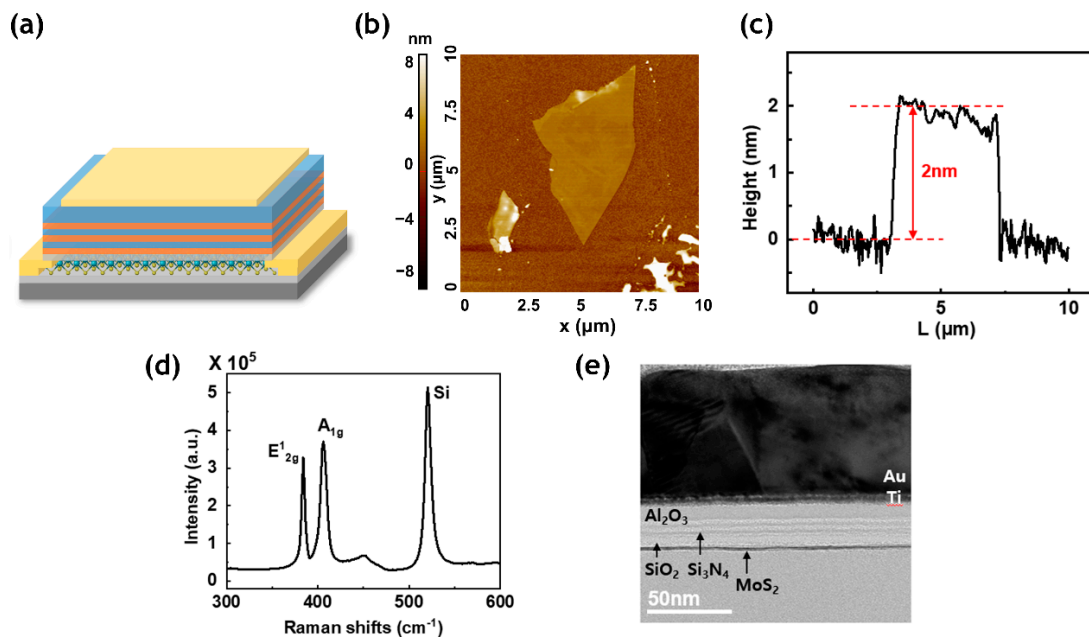 (a)
(b)
nm
8
4
0
−4
−8
10
7.5
5
2.5
0
y (µm)
0
2.5
5
7.5
10
x (µm)
(c)
Height (nm)
2
1
0
2nm
0
5
10
L (µm)
(d)
X 10⁵
Intensity (a.u.)
5
4
3
2
1
0
E¹₂g
A₁g
Si
300
400
500
600
Raman shifts (cm⁻¹)
(e)
Au
Ti
Al₂O₃
SiO₂
Si₃N₄
MoS₂
50nm